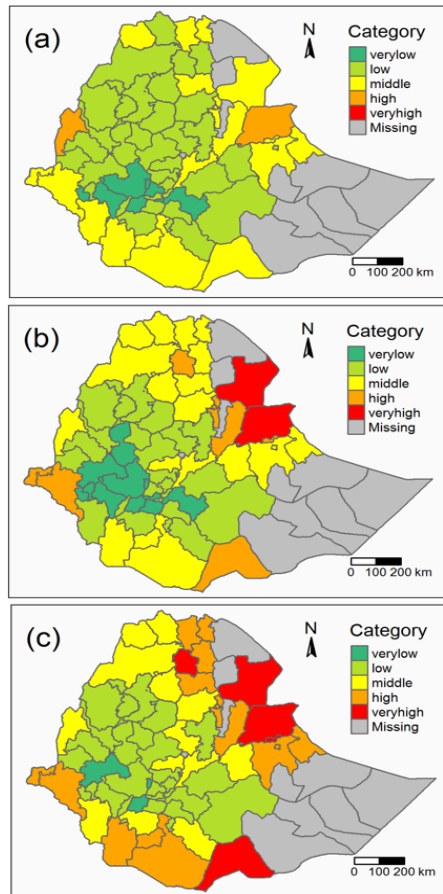 (a)
N
Category
verylow
low
middle
high
veryhigh
Missing
0 100 200 km
(b)
N
Category
verylow
low
middle
high
veryhigh
Missing
0 100 200 km
(c)
N
Category
verylow
low
middle
high
veryhigh
Missing
0 100 200 km